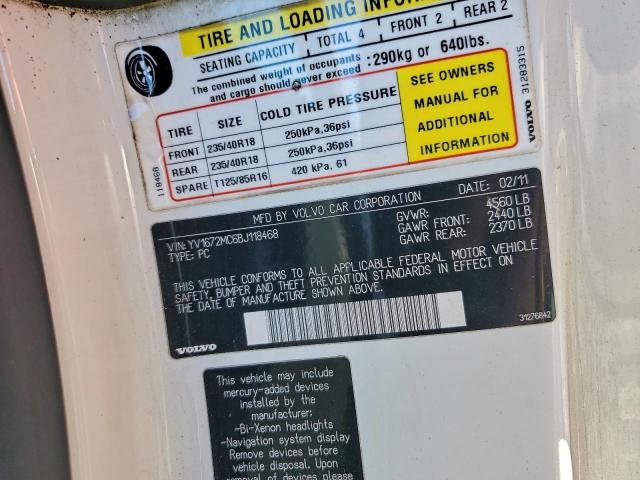 TIRE AND LOADING INFORM
SEATING CAPACITY TOTAL 4 FRONT 2 REAR 2
The combined weight of occupants
and cargo should never exceed :290kg or 640lbs.
TIRE SIZE COLD TIRE PRESSURE
FRONT 235/40R18 250kPa,36psi
REAR 235/40R18 250kPa,36psi
SPARE T125/85R16 420 kPa, 61
SEE OWNERS
MANUAL FOR
ADDITIONAL
INFORMATION
118468
VOLVO 31283315
MFD BY VOLVO CAR CORPORATION DATE: 02/11
VIN: YV1672MC6BJ118468
TYPE: PC
GVWR: 4560 LB
GAWR FRONT: 2440 LB
GAWR REAR: 2370 LB
THIS VEHICLE CONFORMS TO ALL APPLICABLE FEDERAL MOTOR VEHICLE
SAFETY, BUMPER AND THEFT PREVENTION STANDARDS IN EFFECT ON
THE DATE OF MANUFACTURE SHOWN ABOVE.
VOLVO
31276842
This vehicle may include
mercury-added devices
installed by the
manufacturer:
-Bi-Xenon headlights
-Navigation system display
Remove devices before
vehicle disposal. Upon
removal of devices please